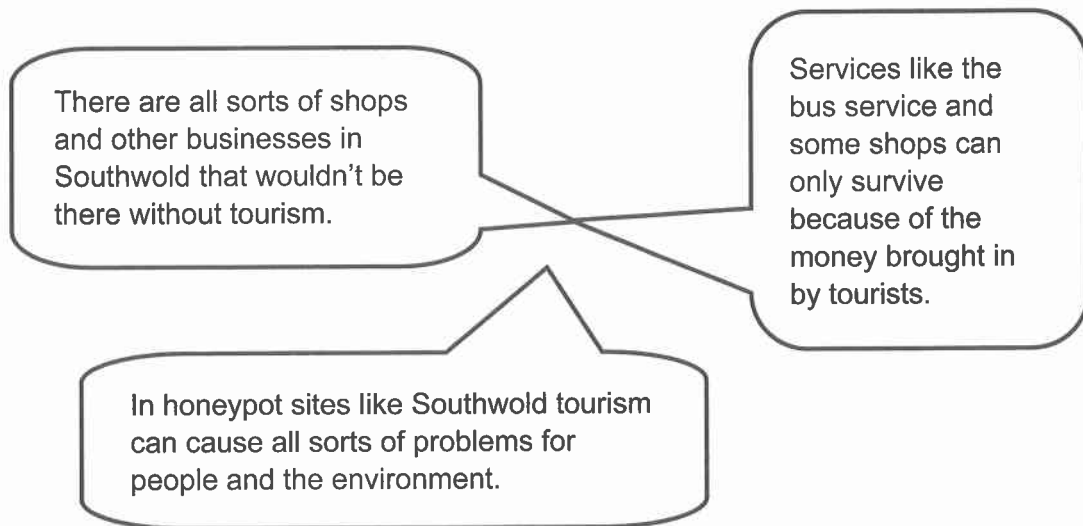 There are all sorts of shops
and other businesses in
Southwold that wouldn't be
there without tourism.
Services like the
bus service and
some shops can
only survive
because of the
money brought in
by tourists.
In honeypot sites like Southwold tourism
can cause all sorts of problems for
people and the environment.